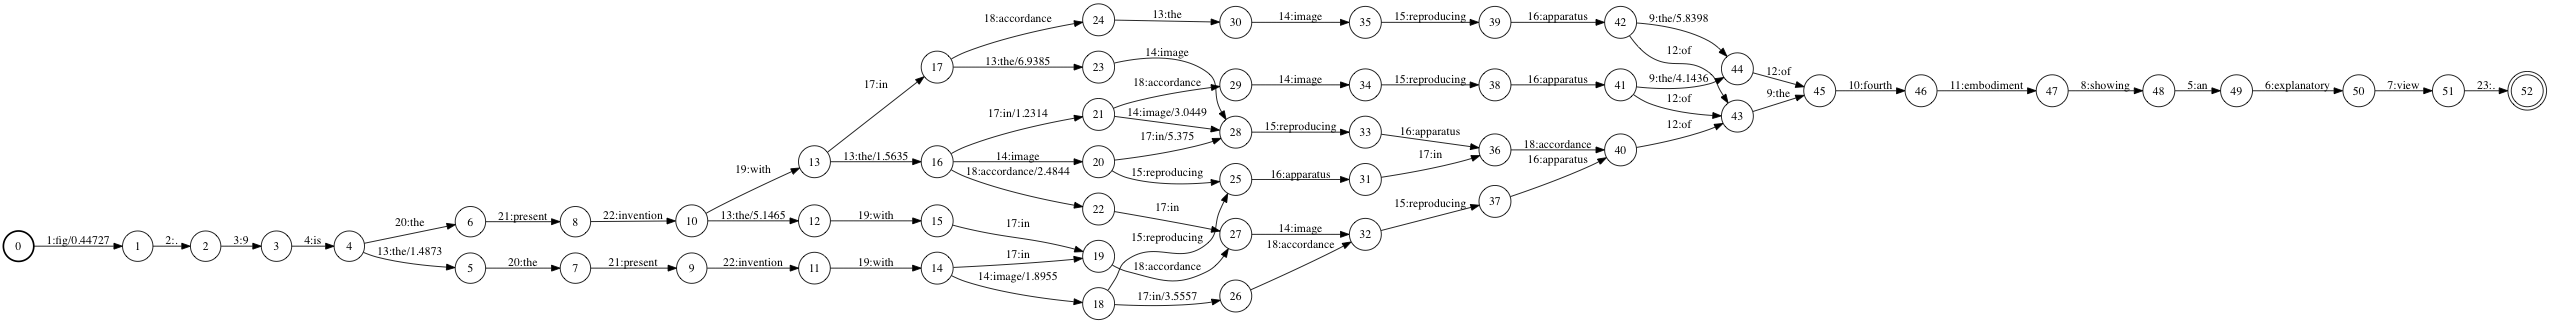 18:accordance 24 13:the 30 14:image 35 15:reproducing 39 16:apparatus 42 9:the/5.8398
12:of
17 13:the/6.9385 23 14:image 44 12:of
17:in 18:accordance 29 14:image 34 15:reproducing 38 16:apparatus 41 9:the/4.1436 12:of 9:the 45 10:fourth 46 11:embodiment 47 8:showing 48 5:an 49 6:explanatory 50 7:view 51 23:. 52
17:in/1.2314 21 14:image/3.0449 43
17:in/5.375 28 15:reproducing 33 16:apparatus 12:of
13 13:the/1.5635 16 14:image 20 17:in 36 18:accordance 40
19:with 18:accordance/2.4844 15:reproducing 25 16:apparatus 31 16:apparatus
20:the 6 21:present 8 22:invention 10 13:the/5.1465 12 19:with 15 17:in 22 17:in 15:reproducing 37
0 1:fig/0.44727 1 2:. 2 3:9 3 4:is 4 15:reproducing 27 14:image 32
13:the/1.4873 5 20:the 7 21:present 9 22:invention 11 19:with 14 17:in 19 18:accordance 18:accordance
14:image/1.8955 18 17:in/3.5557 26